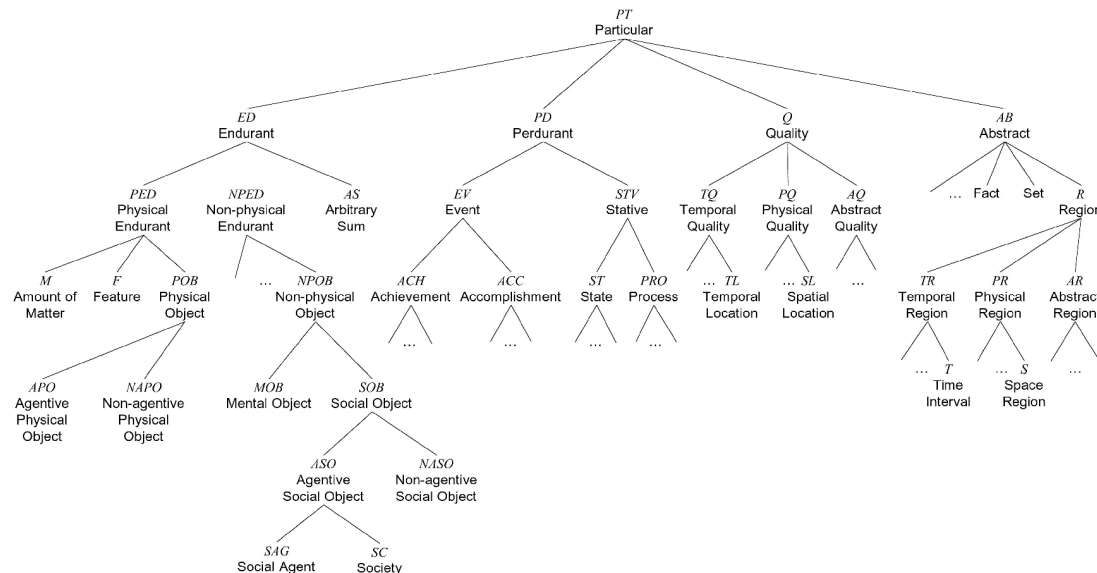 PT
Particular
ED
Endurant
PD
Perdurant
Q
Quality
AB
Abstract
PED
Physical
Endurant
NPED
Non-physical
Endurant
AS
Arbitrary
Sum
EV
Event
STV
Stative
TQ
Temporal
Quality
PQ
Physical
Quality
AQ
Abstract
Quality
...
Fact
Set
R
Region
M
Amount of
Matter
F
Feature
POB
Physical
Object
...
NPOB
Non-physical
Object
ACH
Achievement
...
ACC
Accomplishment
...
ST
State
...
PRO
Process
...
... TL
Temporal
Location
... SL
Spatial
Location
...
TR
Temporal
Region
PR
Physical
Region
AR
Abstract
Region
... T
Time
Interval
... S
Space
Region
...
APO
Agentive
Physical
Object
NAPO
Non-agentive
Physical
Object
MOB
Mental Object
SOB
Social Object
ASO
Agentive
Social Object
NASO
Non-agentive
Social Object
SAG
Social Agent
SC
Society